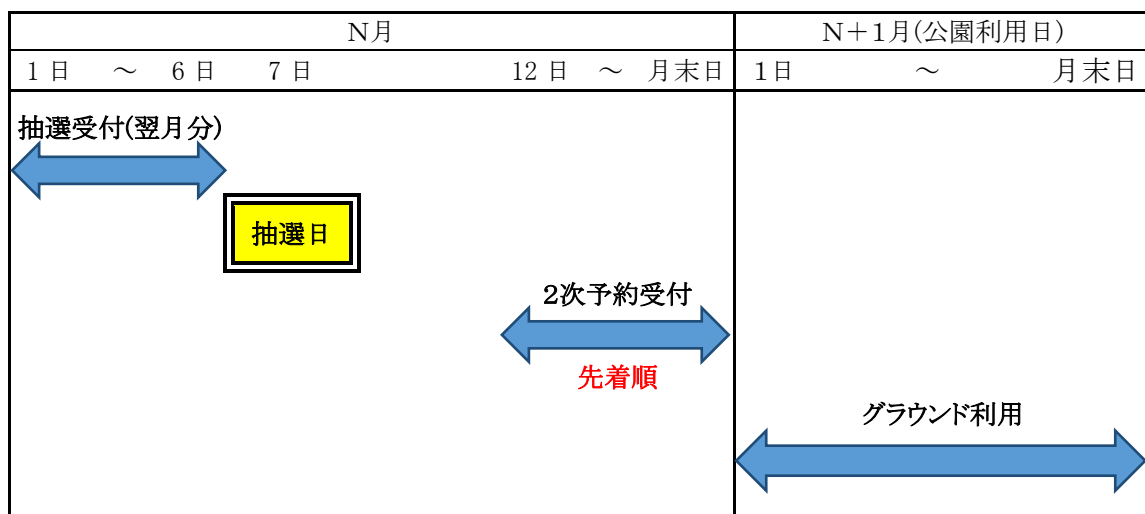 N月 N+1月(公園利用日)
1日 ~ 6日 7日 12日 ~ 月末日 1日 ~ 月末日
抽選受付(翌月分)
抽選日
2次予約受付
先着順
グラウンド利用